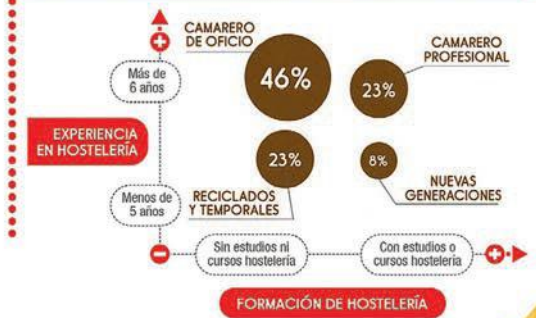 CAMARERO
DE OFICIO
46%
CAMARERO
PROFESIONAL
23%
Más de
6 años
EXPERIENCIA
EN HOSTELERÍA
23%
RECICLADOS
Y TEMPORALES
8%
NUEVAS
GENERACIONES
Menos de
5 años
Sin estudios ni
cursos hostelería
Con estudios o
cursos hostelería
FORMACIÓN DE HOSTELERÍA